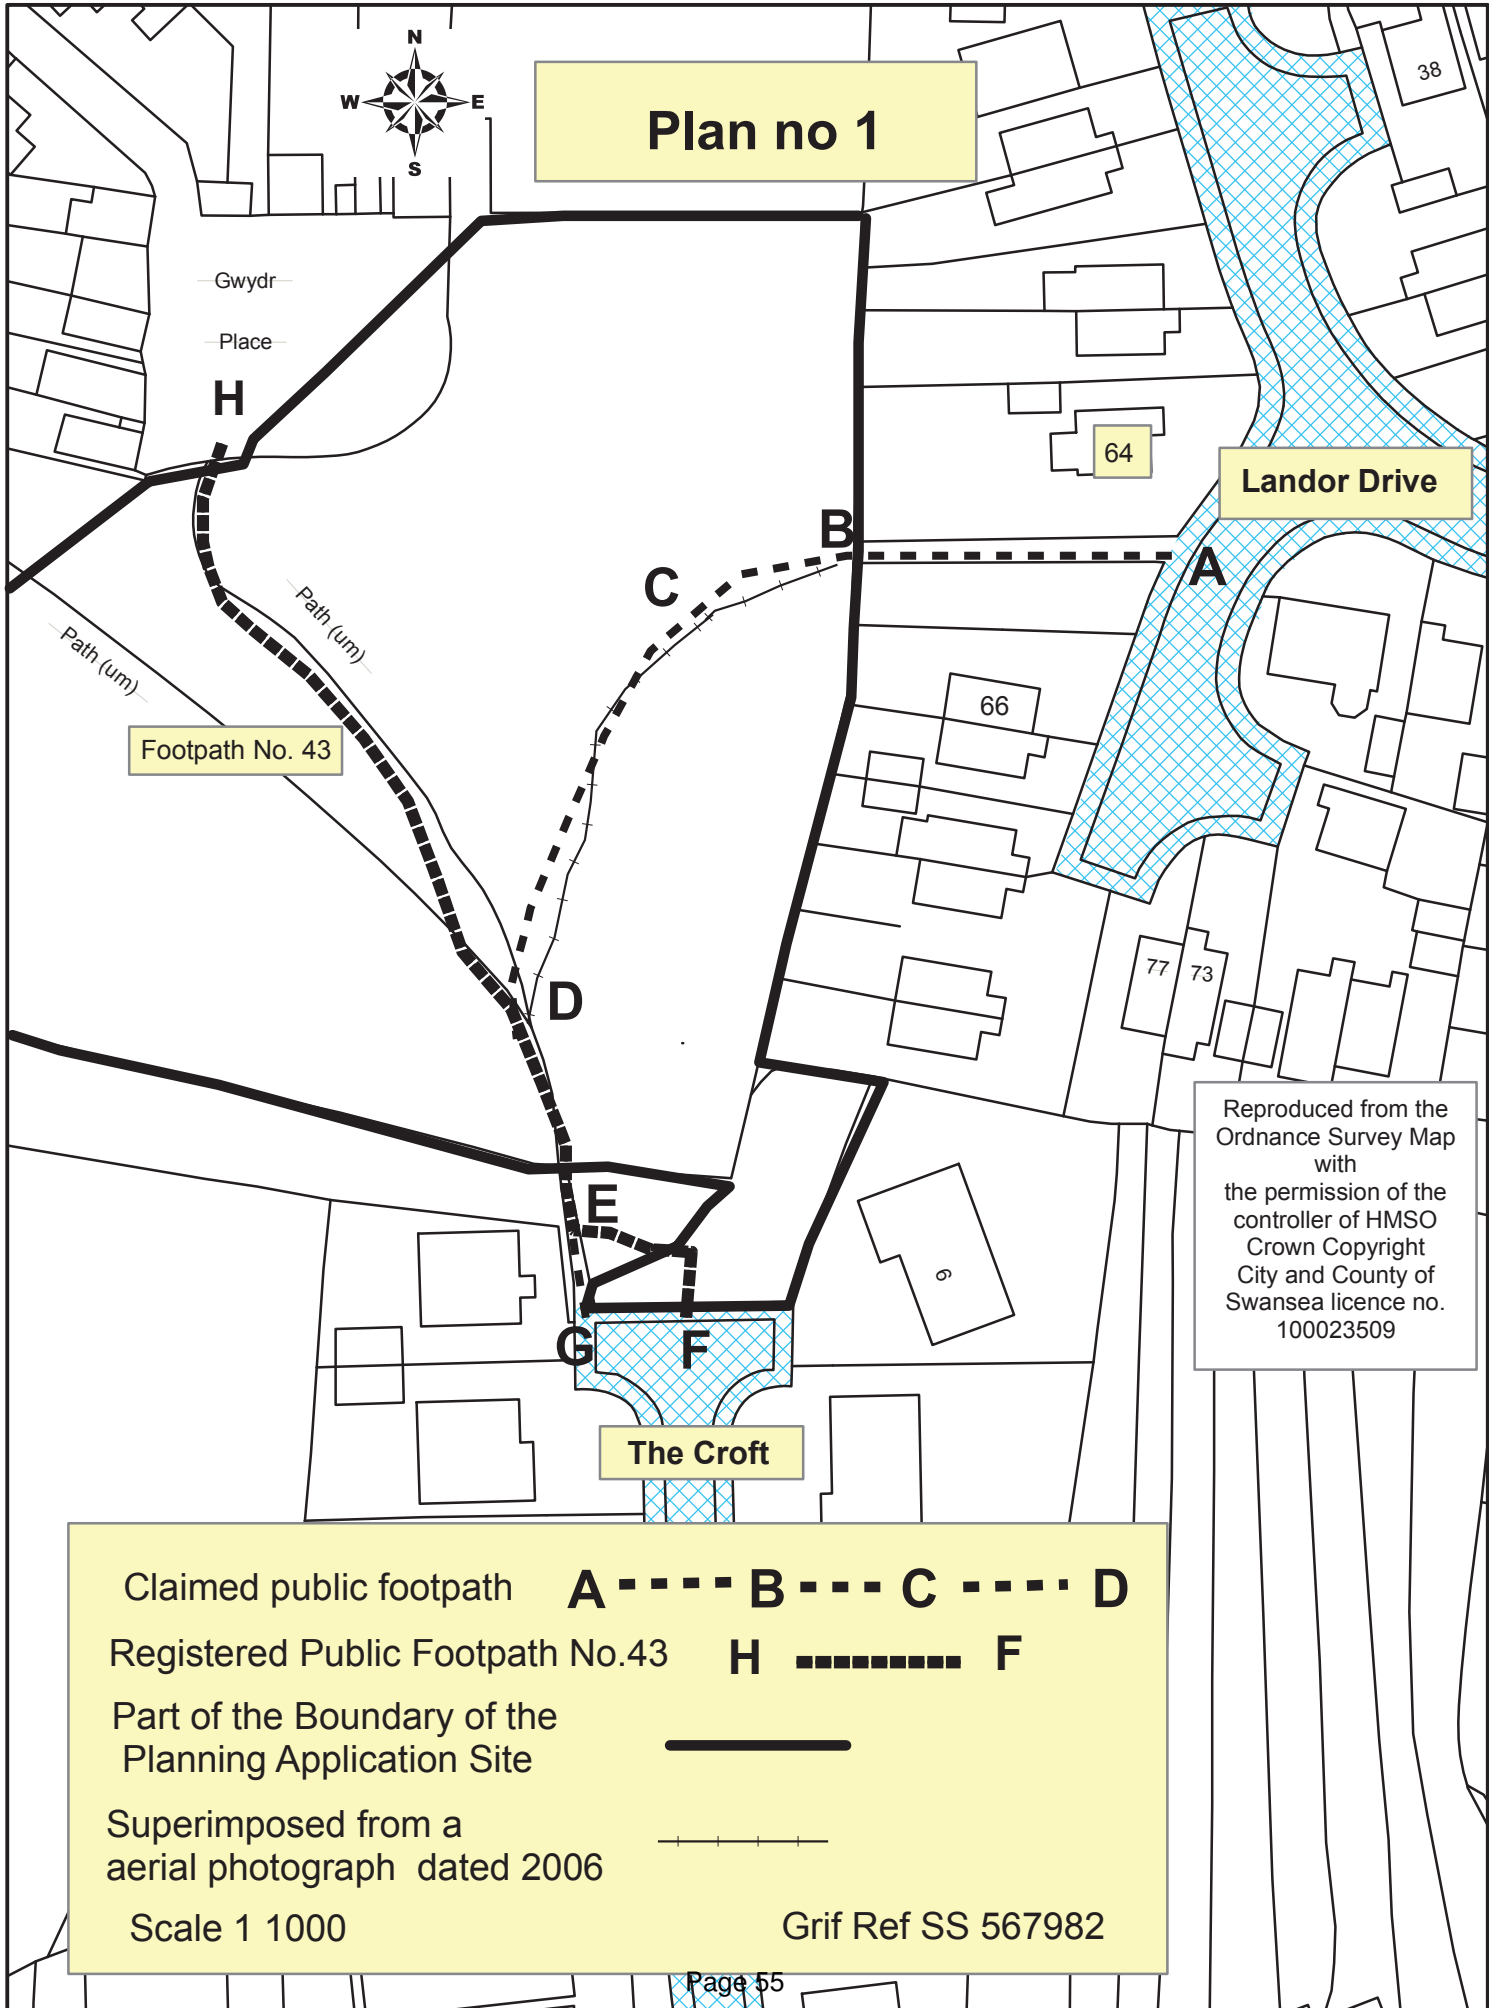 N
W E
S
Plan no 1
38
Gwydr
Place
H
64
Landor Drive
B
A
C
Path (um)
Path (um)
66
Footpath No. 43
77 73
D
Reproduced from the
Ordnance Survey Map
with
the permission of the
controller of HMSO
Crown Copyright
City and County of
Swansea licence no.
100023509
E
6
G F
The Croft
Claimed public footpath A B C D
Registered Public Footpath No.43 H F
Part of the Boundary of the
Planning Application Site
Superimposed from a
aerial photograph dated 2006
Scale 1 1000 Grif Ref SS 567982
Page 55